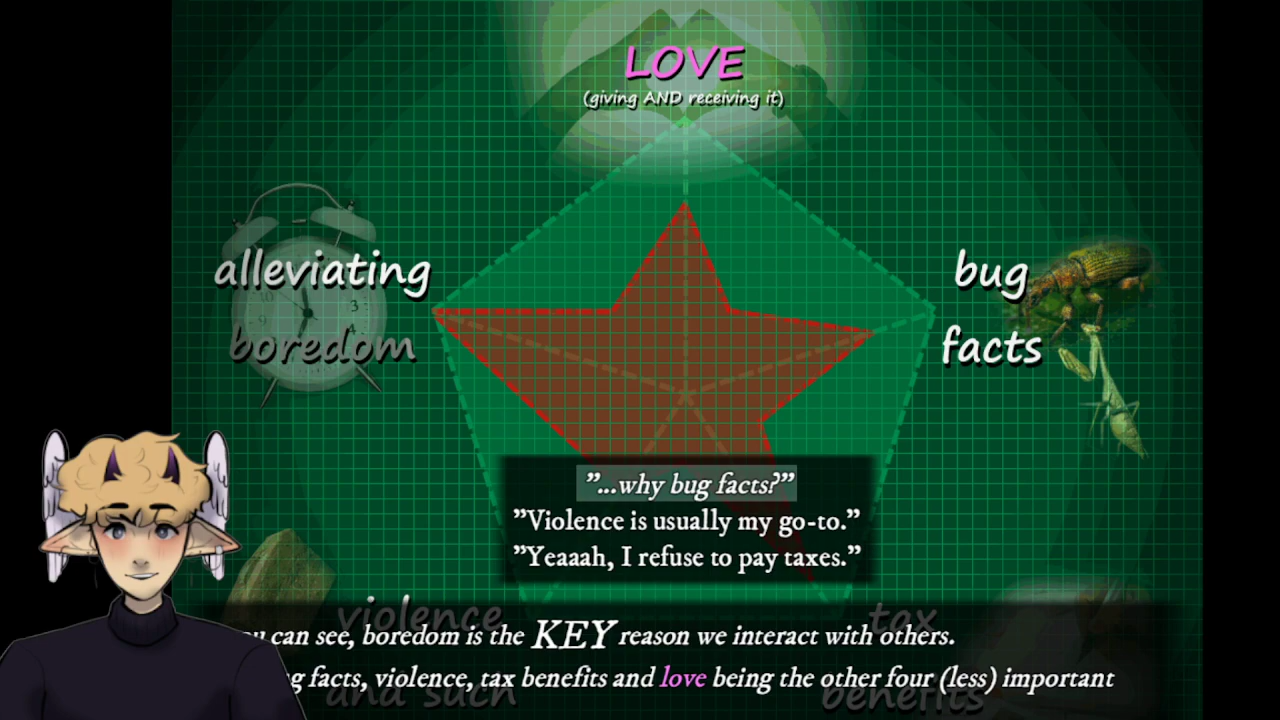 LOVE
(giving AND receiving it)
alleviating
boredom
bug
facts
"...why bug facts?"
"Violence is usually my go-to."
"Yeaaah, I refuse to pay taxes."
violence
and such
tax
benefits
can see, boredom is the KEY reason we interact with others.
facts, violence, tax benefits and love being the other four (less) important